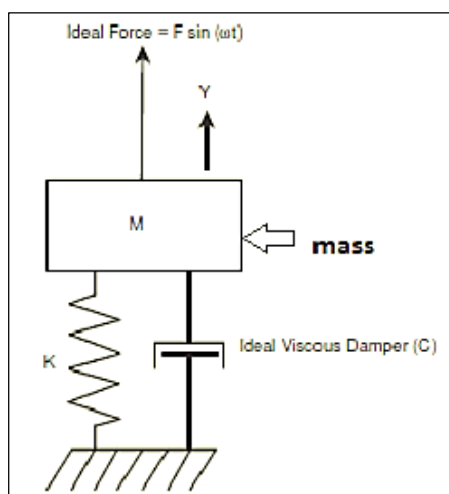 Ideal Force = F sin (ωt)
Y
M
mass
Ideal Viscous Damper (C)
K